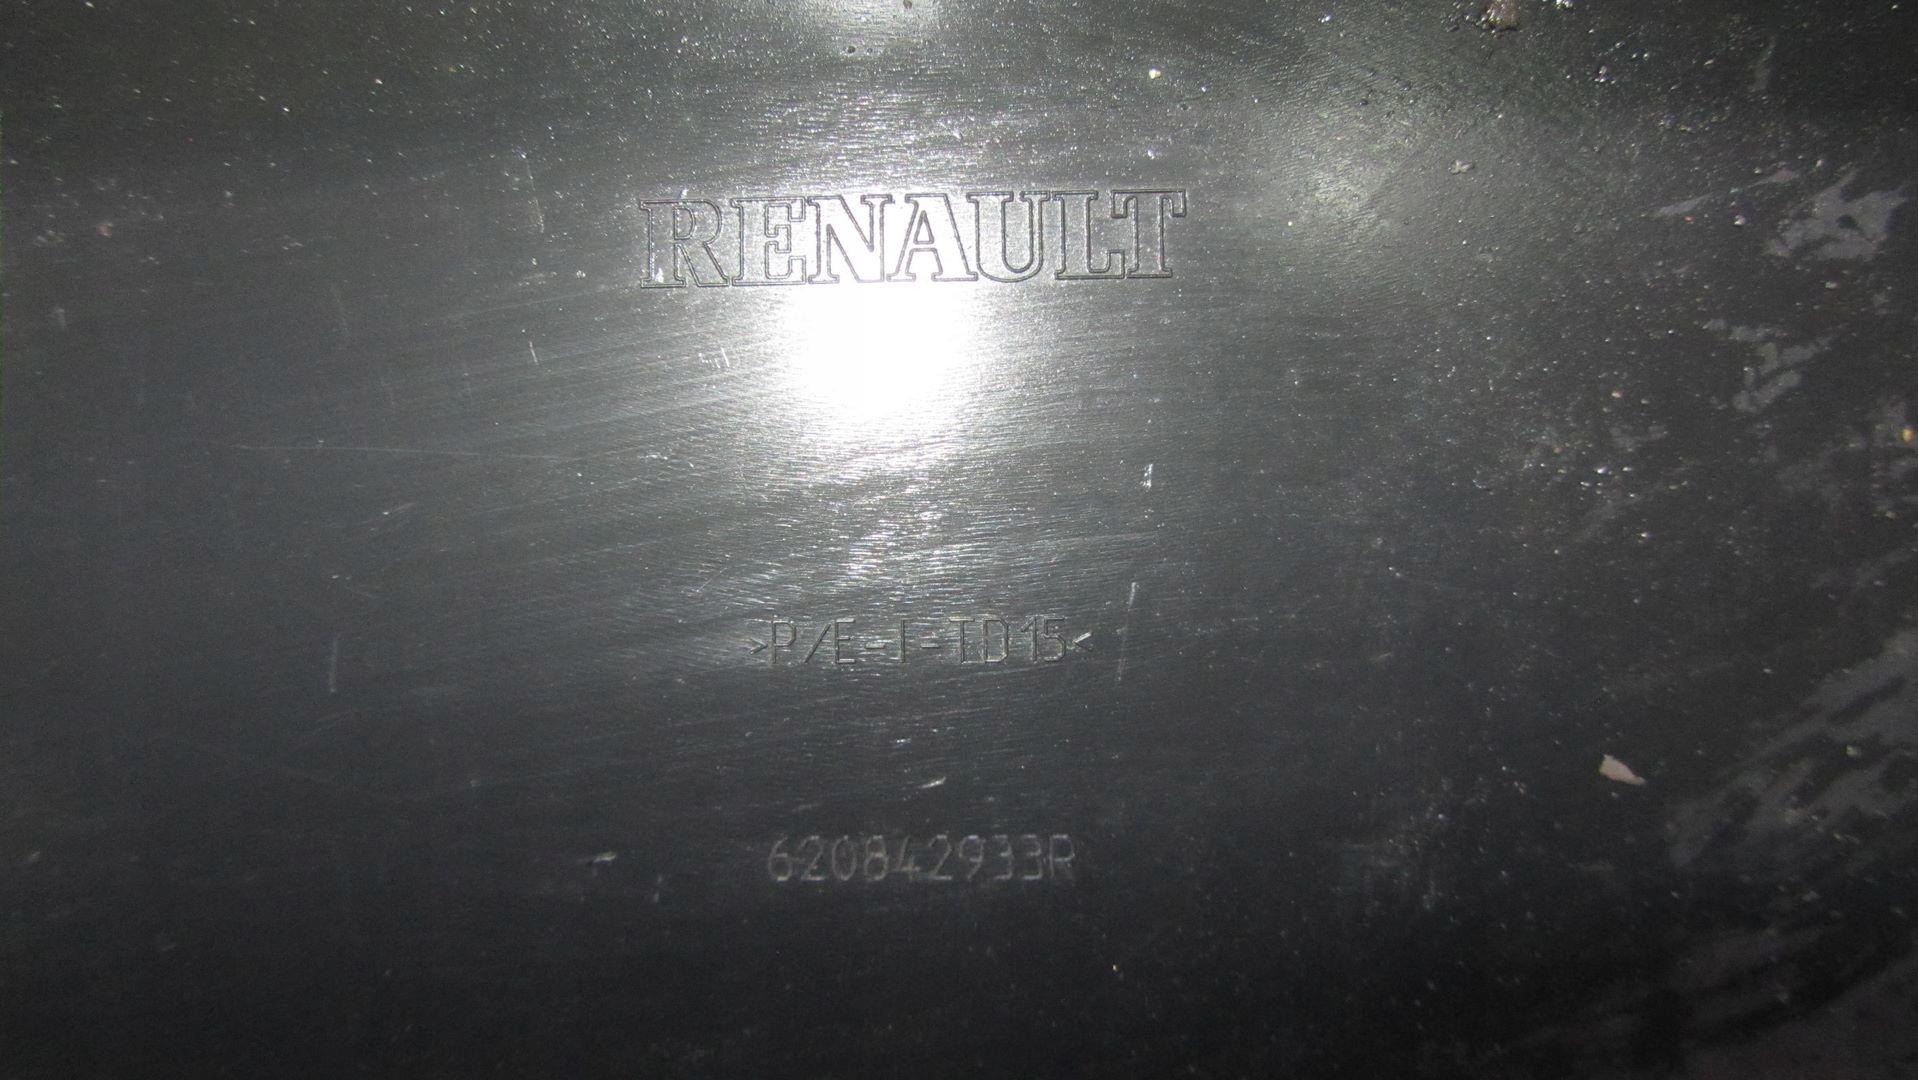 RENAULT
>P/E-I-TD15<
620842933R